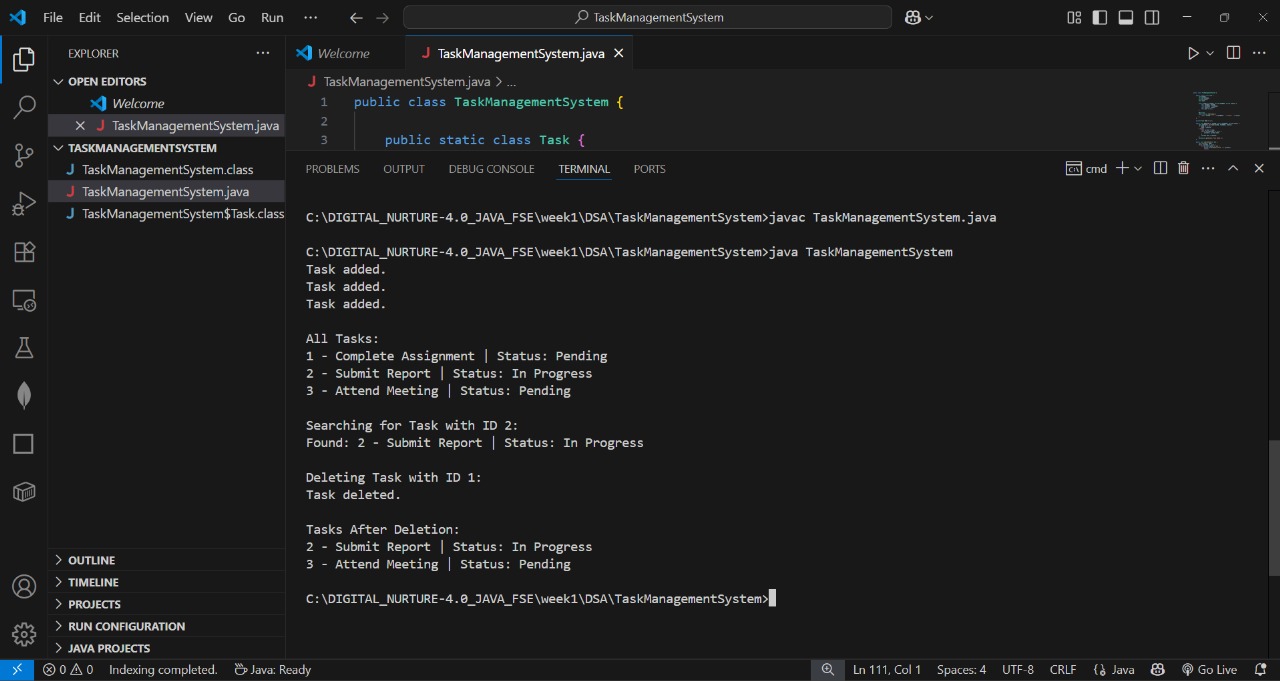 File Edit Selection View Go Run ··· TaskManagementSystem
EXPLORER ···
OPEN EDITORS
Welcome
TaskManagementSystem.java
TASKMANAGEMENTSYSTEM
TaskManagementSystem.class
TaskManagementSystem.java
TaskManagementSystem$Task.class
OUTLINE
TIMELINE
PROJECTS
RUN CONFIGURATION
JAVA PROJECTS
Welcome TaskManagementSystem.java
TaskManagementSystem.java > ...
1 public class TaskManagementSystem {
2
3 public static class Task {
PROBLEMS OUTPUT DEBUG CONSOLE TERMINAL PORTS cmd
C:\DIGITAL_NURTURE-4.0_JAVA_FSE\week1\DSA\TaskManagementSystem>javac TaskManagementSystem.java
C:\DIGITAL_NURTURE-4.0_JAVA_FSE\week1\DSA\TaskManagementSystem>java TaskManagementSystem
Task added.
Task added.
Task added.
All Tasks:
1 - Complete Assignment | Status: Pending
2 - Submit Report | Status: In Progress
3 - Attend Meeting | Status: Pending
Searching for Task with ID 2:
Found: 2 - Submit Report | Status: In Progress
Deleting Task with ID 1:
Task deleted.
Tasks After Deletion:
2 - Submit Report | Status: In Progress
3 - Attend Meeting | Status: Pending
C:\DIGITAL_NURTURE-4.0_JAVA_FSE\week1\DSA\TaskManagementSystem>
0 0 Indexing completed. Java: Ready Ln 111, Col 1 Spaces: 4 UTF-8 CRLF {} Java Go Live